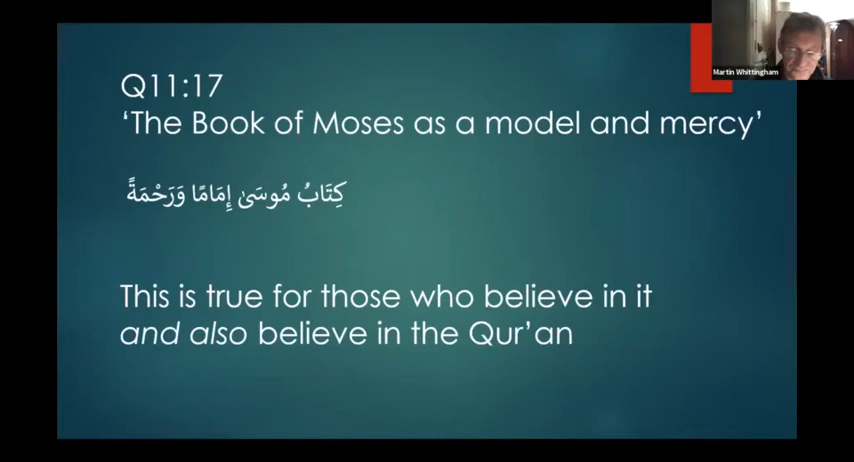 Martin Whittingham
Q11:17
‘The Book of Moses as a model and mercy’
كِتَابُ مُوسَىٰ إِمَامًا وَرَحْمَةً
This is true for those who believe in it
and also believe in the Qur’an